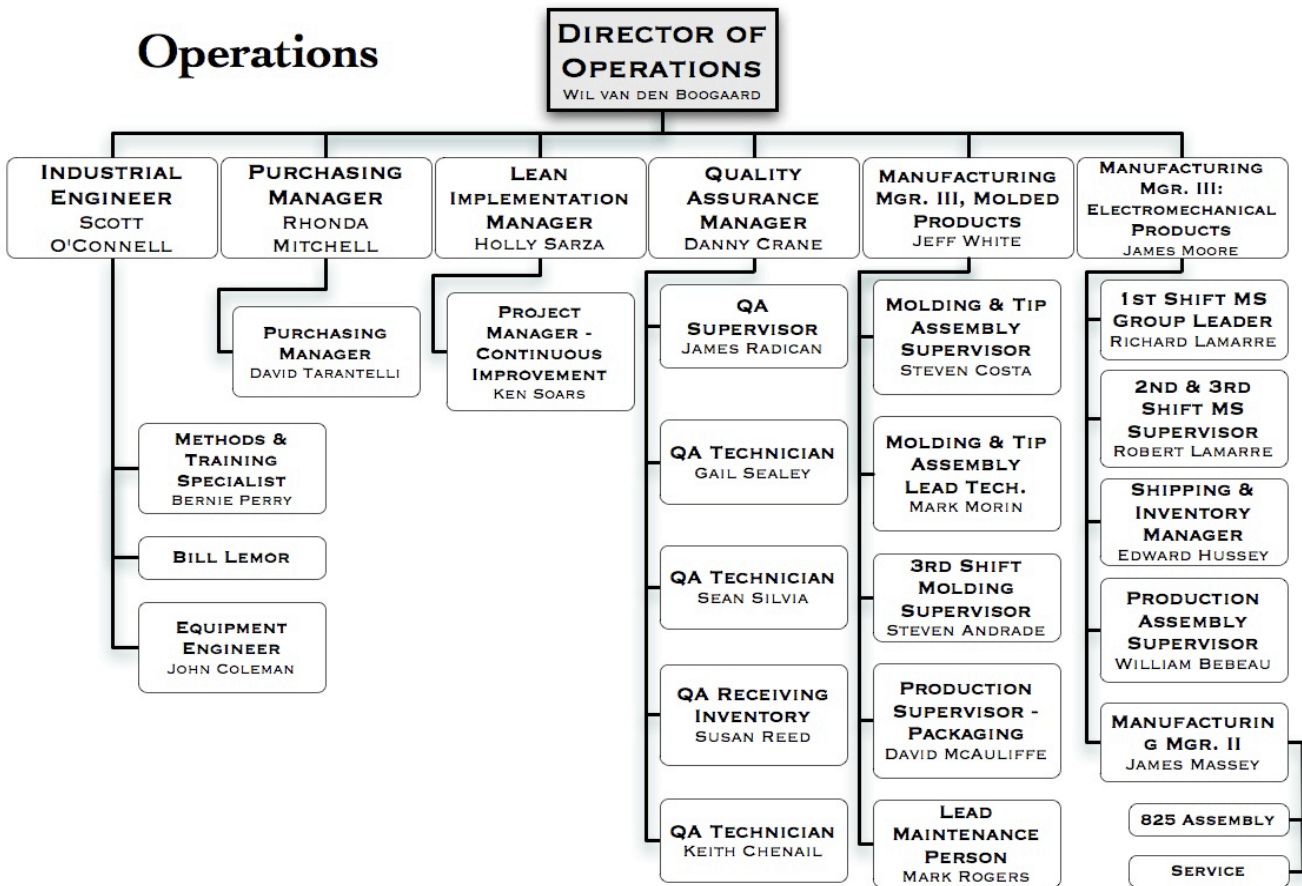 Operations
DIRECTOR OF
OPERATIONS
WIL VAN DEN BOOGAARD
INDUSTRIAL
ENGINEER
SCOTT
O'CONNELL
PURCHASING
MANAGER
RHONDA
MITCHELL
LEAN
IMPLEMENTATION
MANAGER
HOLLY SARZA
QUALITY
ASSURANCE
MANAGER
DANNY CRANE
MANUFACTURING
MGR. III, MOLDED
PRODUCTS
JEFF WHITE
MANUFACTURING
MGR. III:
ELECTROMECHANICAL
PRODUCTS
JAMES MOORE
METHODS &
TRAINING
SPECIALIST
BERNIE PERRY
BILL LEMOR
EQUIPMENT
ENGINEER
JOHN COLEMAN
PURCHASING
MANAGER
DAVID TARANTELLI
PROJECT
MANAGER -
CONTINUOUS
IMPROVEMENT
KEN SOARS
QA
SUPERVISOR
JAMES RADICAN
QA TECHNICIAN
GAIL SEALEY
QA TECHNICIAN
SEAN SILVIA
QA RECEIVING
INVENTORY
SUSAN REED
QA TECHNICIAN
KEITH CHENAIL
MOLDING & TIP
ASSEMBLY
SUPERVISOR
STEVEN COSTA
MOLDING & TIP
ASSEMBLY
LEAD TECH.
MARK MORIN
3RD SHIFT
MOLDING
SUPERVISOR
STEVEN ANDRADE
PRODUCTION
SUPERVISOR -
PACKAGING
DAVID MCAULIFFE
LEAD
MAINTENANCE
PERSON
MARK ROGERS
1ST SHIFT MS
GROUP LEADER
RICHARD LAMARRE
2ND & 3RD
SHIFT MS
SUPERVISOR
ROBERT LAMARRE
SHIPPING &
INVENTORY
MANAGER
EDWARD HUSSEY
PRODUCTION
ASSEMBLY
SUPERVISOR
WILLIAM BEBEAU
MANUFACTURIN
G MGR. II
JAMES MASSEY
825 ASSEMBLY
SERVICE